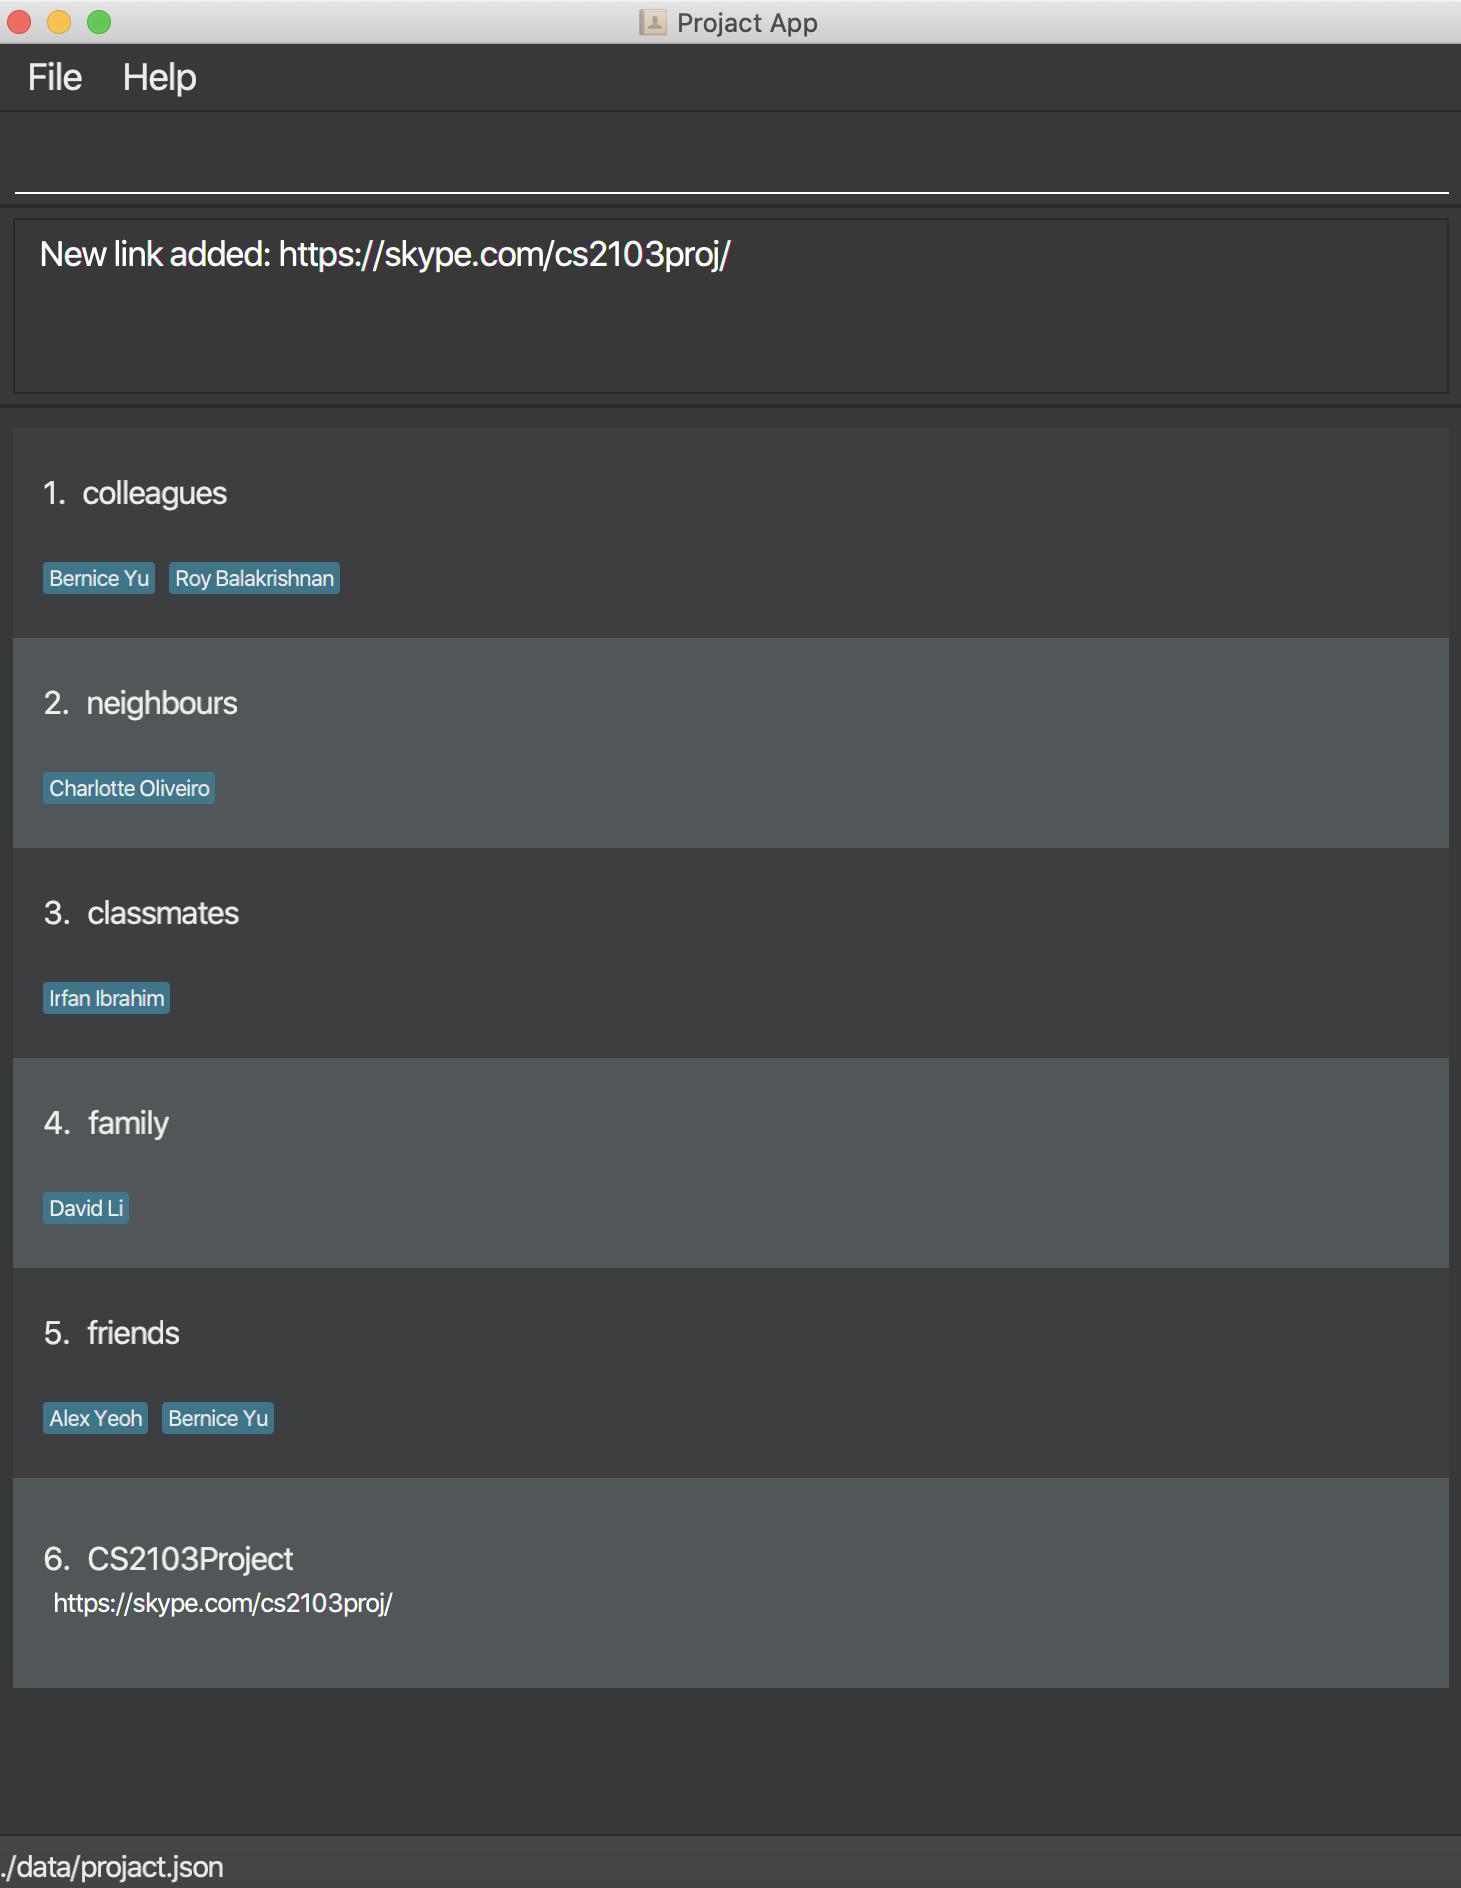 Projact App
File Help
New link added: https://skype.com/cs2103proj/
1. colleagues
Bernice Yu Roy Balakrishnan
2. neighbours
Charlotte Oliveiro
3. classmates
Irfan Ibrahim
4. family
David Li
5. friends
Alex Yeoh Bernice Yu
6. CS2103Project
https://skype.com/cs2103proj/
./data/projact.json